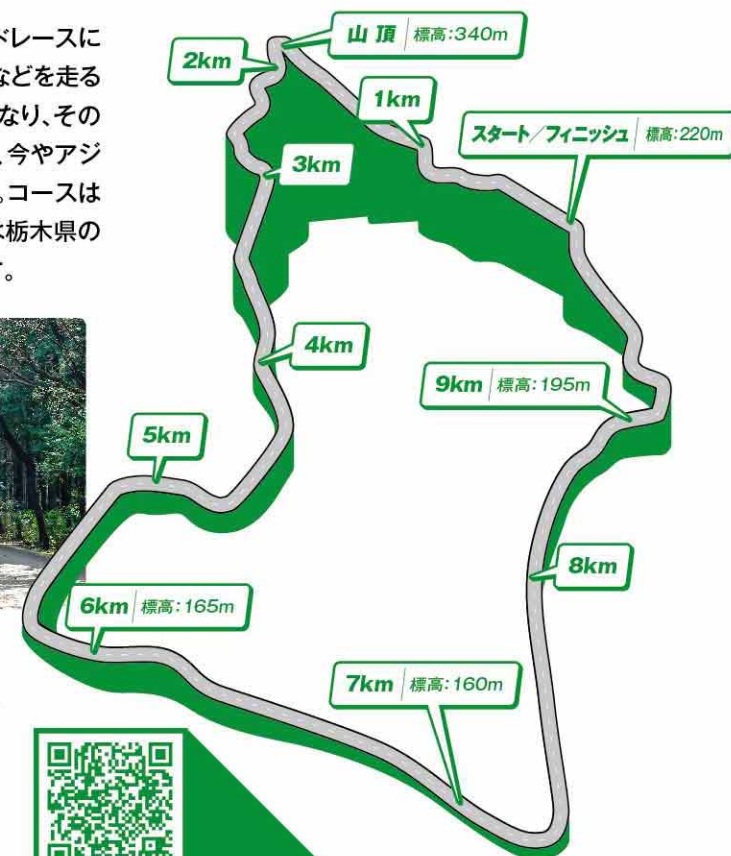 ドレースに
などを走る
なり、その
、今やアジ
。コースは
は栃木県の
す。
山頂 標高:340m
2km
1km
スタート/フィニッシュ 標高:220m
3km
4km
9km 標高:195m
5km
8km
6km 標高:165m
7km 標高:160m